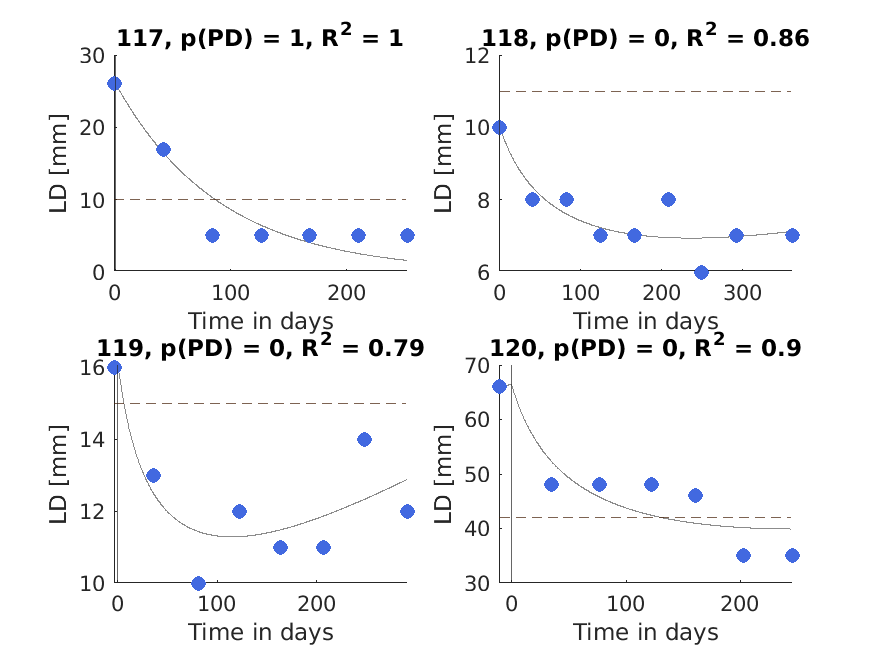 117, p(PD) = 1, R² = 1
30
20
10
0
LD [mm]
0 100 200
Time in days
118, p(PD) = 0, R² = 0.86
12
10
8
6
LD [mm]
0 100 200 300
Time in days
119, p(PD) = 0, R² = 0.79
16
14
12
10
LD [mm]
0 100 200
Time in days
120, p(PD) = 0, R² = 0.9
70
60
50
40
30
LD [mm]
0 100 200
Time in days